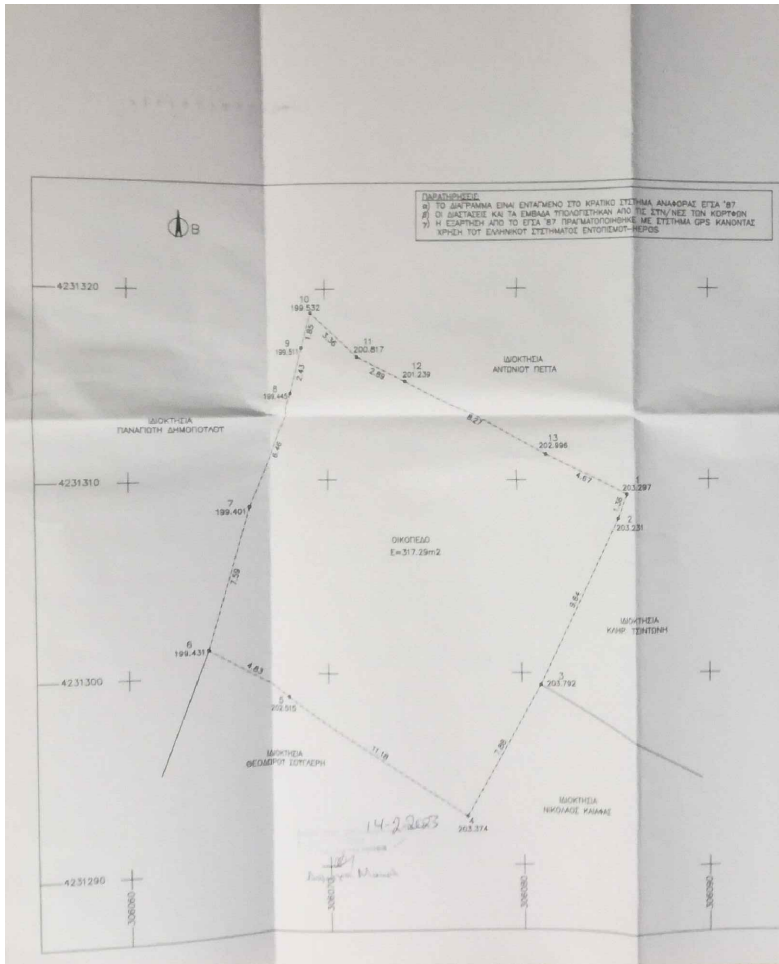 ΠΑΡΑΤΗΡΗΣΕΙΣ:
α) ΤΟ ΔΙΑΓΡΑΜΜΑ ΕΙΝΑΙ ΕΝΤΑΓΜΕΝΟ ΣΤΟ ΚΡΑΤΙΚΟ ΣΥΣΤΗΜΑ ΑΝΑΦΟΡΑΣ ΕΓΣΑ '87
β) ΟΙ ΔΙΑΣΤΑΣΕΙΣ ΚΑΙ ΤΑ ΕΜΒΑΔΑ ΥΠΟΛΟΓΙΣΤΗΚΑΝ ΑΠΟ ΤΙΣ ΣΥΝ/ΝΕΣ ΤΩΝ ΚΟΡΥΦΩΝ
γ) Η ΕΞΑΡΤΗΣΗ ΑΠΟ ΤΟ ΕΓΣΑ '87 ΠΡΑΓΜΑΤΟΠΟΙΗΘΗΚΕ ΜΕ ΣΥΣΤΗΜΑ GPS ΚΑΝΟΝΤΑΣ
ΧΡΗΣΗ ΤΟΥ ΕΛΛΗΝΙΚΟΥ ΣΥΣΤΗΜΑΤΟΣ ΕΝΤΟΠΙΣΜΟΥ-HEPOS
Β
4231320
10
199.532
1.85
3.36
9
199.511
11
200.817
2.89
12
201.239
ΙΔΙΟΚΤΗΣΙΑ
ΑΝΤΩΝΙΟΥ ΠΕΤΤΑ
2.43
8
199.445
ΙΔΙΟΚΤΗΣΙΑ
ΠΑΝΑΓΙΩΤΗ ΔΗΜΟΠΟΥΛΟΥ
8.21
6.46
13
202.996
4.67
4231310
1
203.297
1.36
2
203.231
7
199.401
ΟΙΚΟΠΕΔΟ
Ε=317.29m2
7.59
9.64
ΙΔΙΟΚΤΗΣΙΑ
ΚΛΗΡ. ΤΣΙΝΤΩΝΗ
6
199.431
4.83
4231300
3
203.792
5
202.515
7.88
11.18
ΙΔΙΟΚΤΗΣΙΑ
ΘΕΟΔΩΡΟΥ ΣΟΥΓΛΕΡΗ
ΙΔΙΟΚΤΗΣΙΑ
ΝΙΚΟΛΑΟΣ ΚΑΙΑΦΑΣ
4
203.374
14-2-2023
4231290
306060
306070
306080
306090